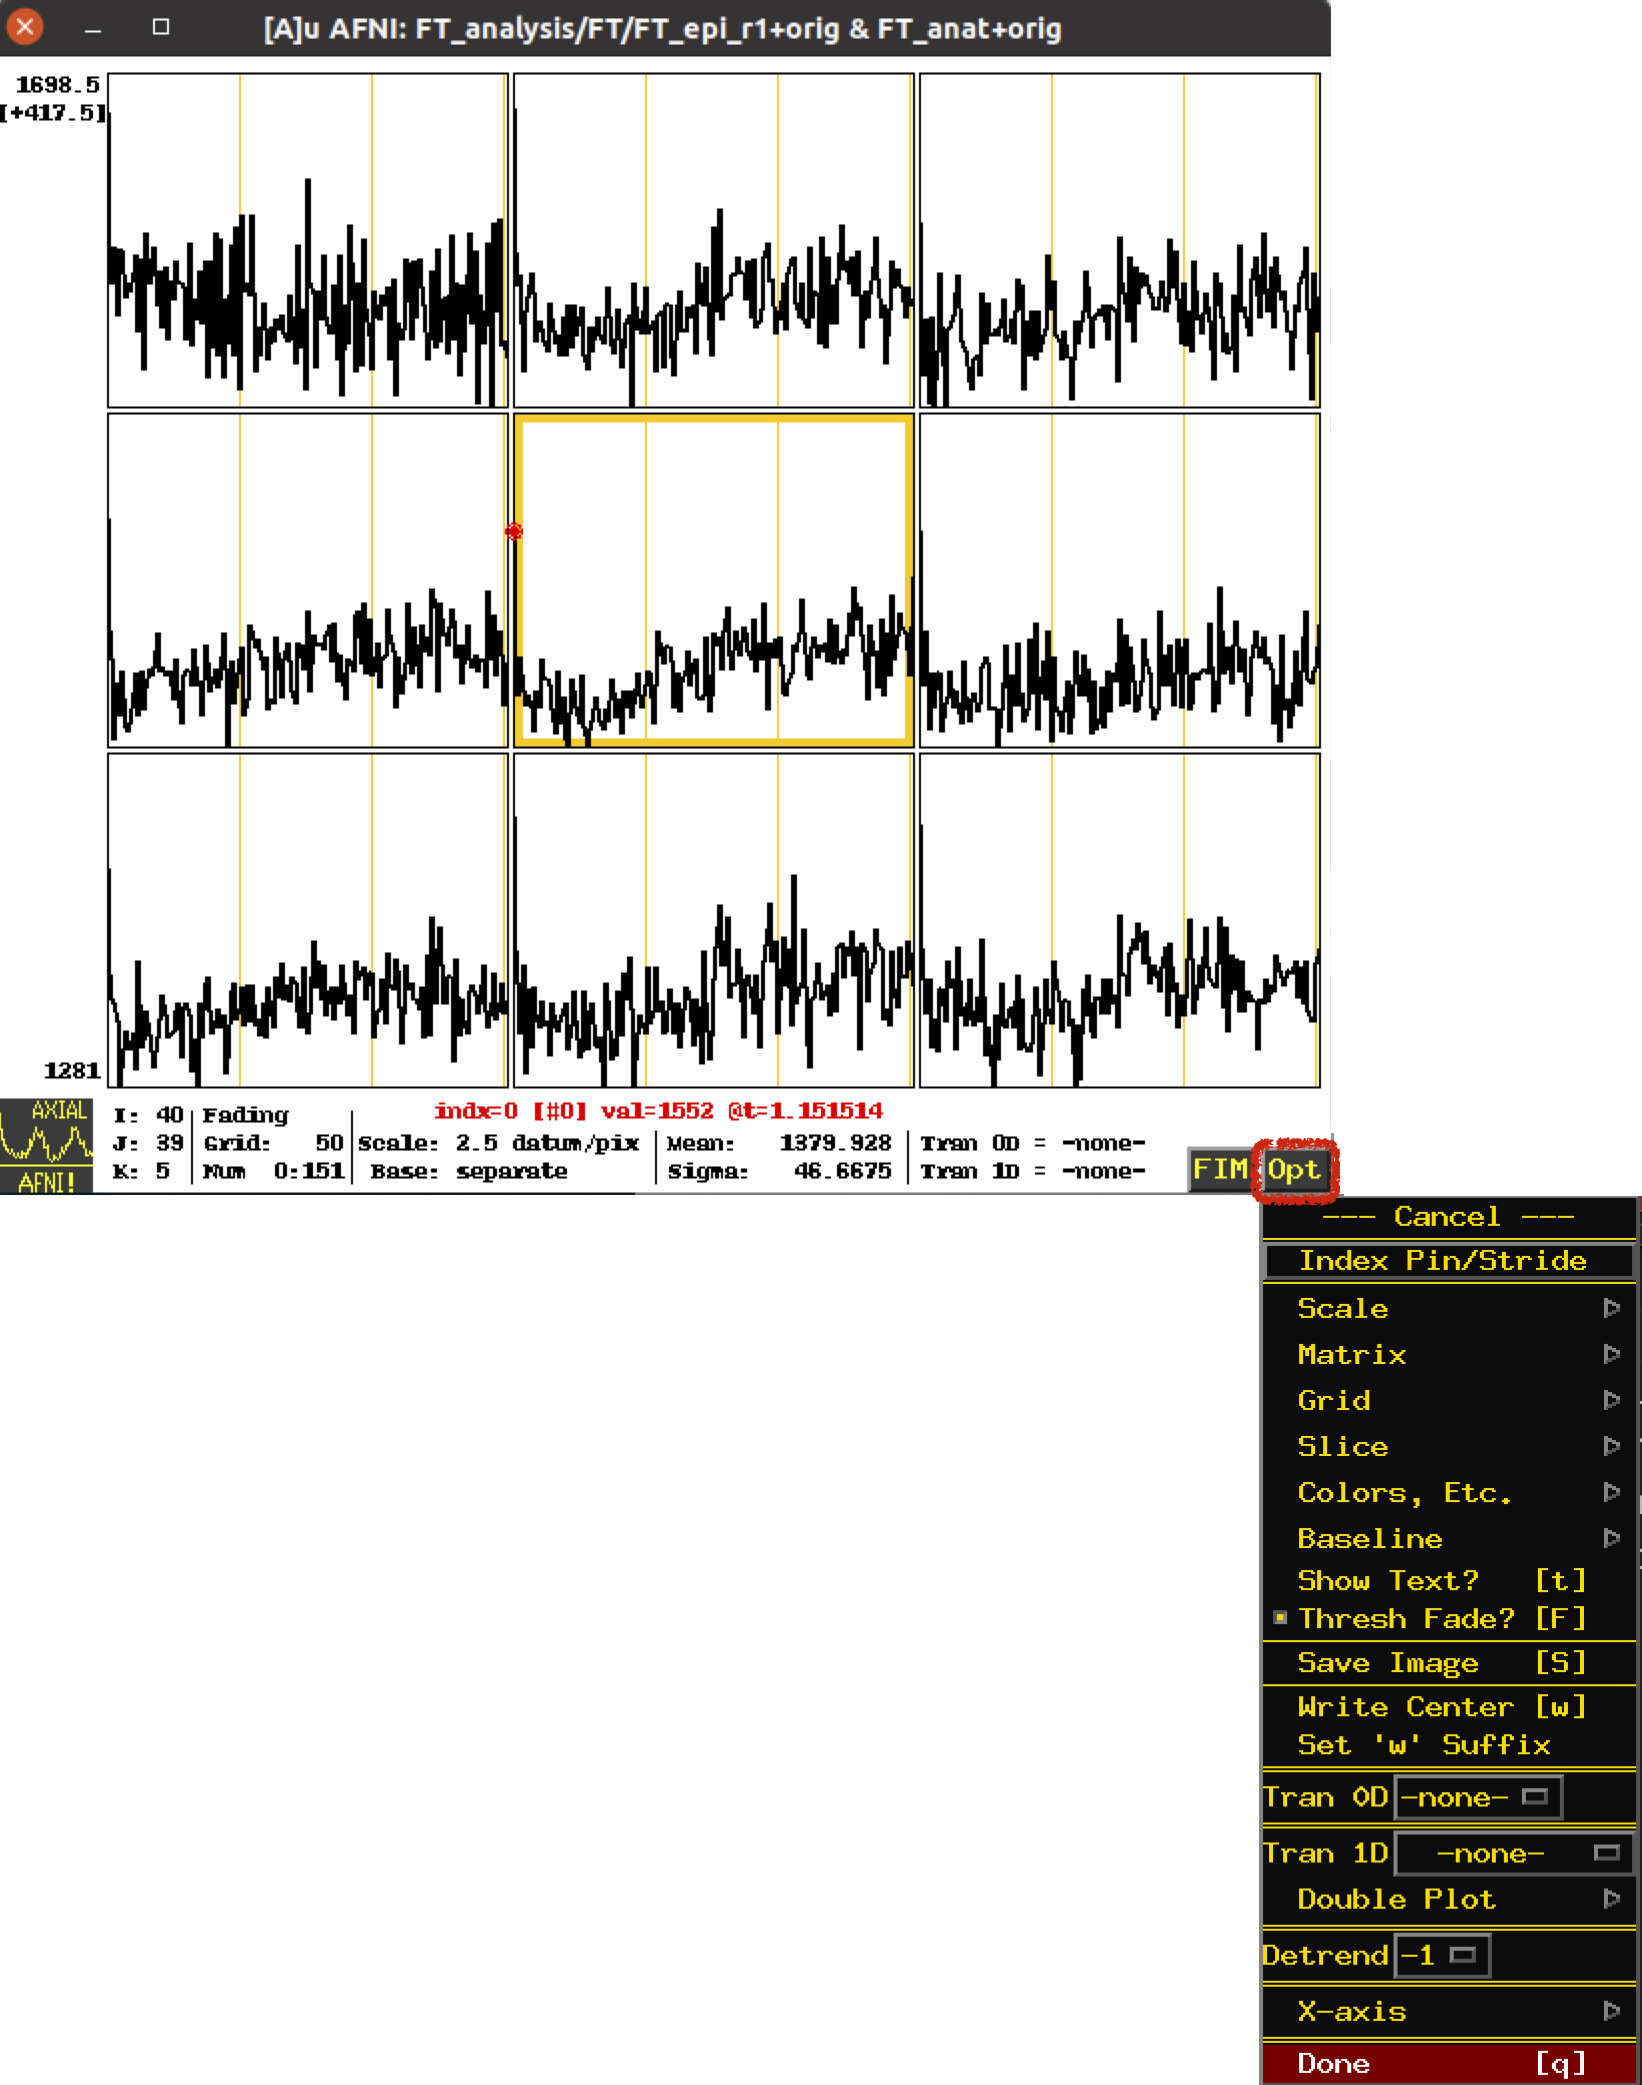 [A]u AFNI: FT_analysis/FT/FT_epi_r1+orig & FT_anat+orig
1698.5
[+417.5]
1281
AXIAL
AFNI!
I: 40 Fading
indx=0 [#0] val=1552 @t=1.151514
J: 39 Grid: 50 Scale: 2.5 datum/pix Mean: 1379.928 Tran 0D = -none-
K: 5 Num 0:151 Base: separate Sigma: 46.6675 Tran 1D = -none-
FIM Opt
--- Cancel ---
Index Pin/Stride
Scale
Matrix
Grid
Slice
Colors, Etc.
Baseline
Show Text? [t]
Thresh Fade? [F]
Save Image [S]
Write Center [w]
Set 'w' Suffix
Tran 0D -none-
Tran 1D -none-
Double Plot
Detrend -1
X-axis
Done [q]